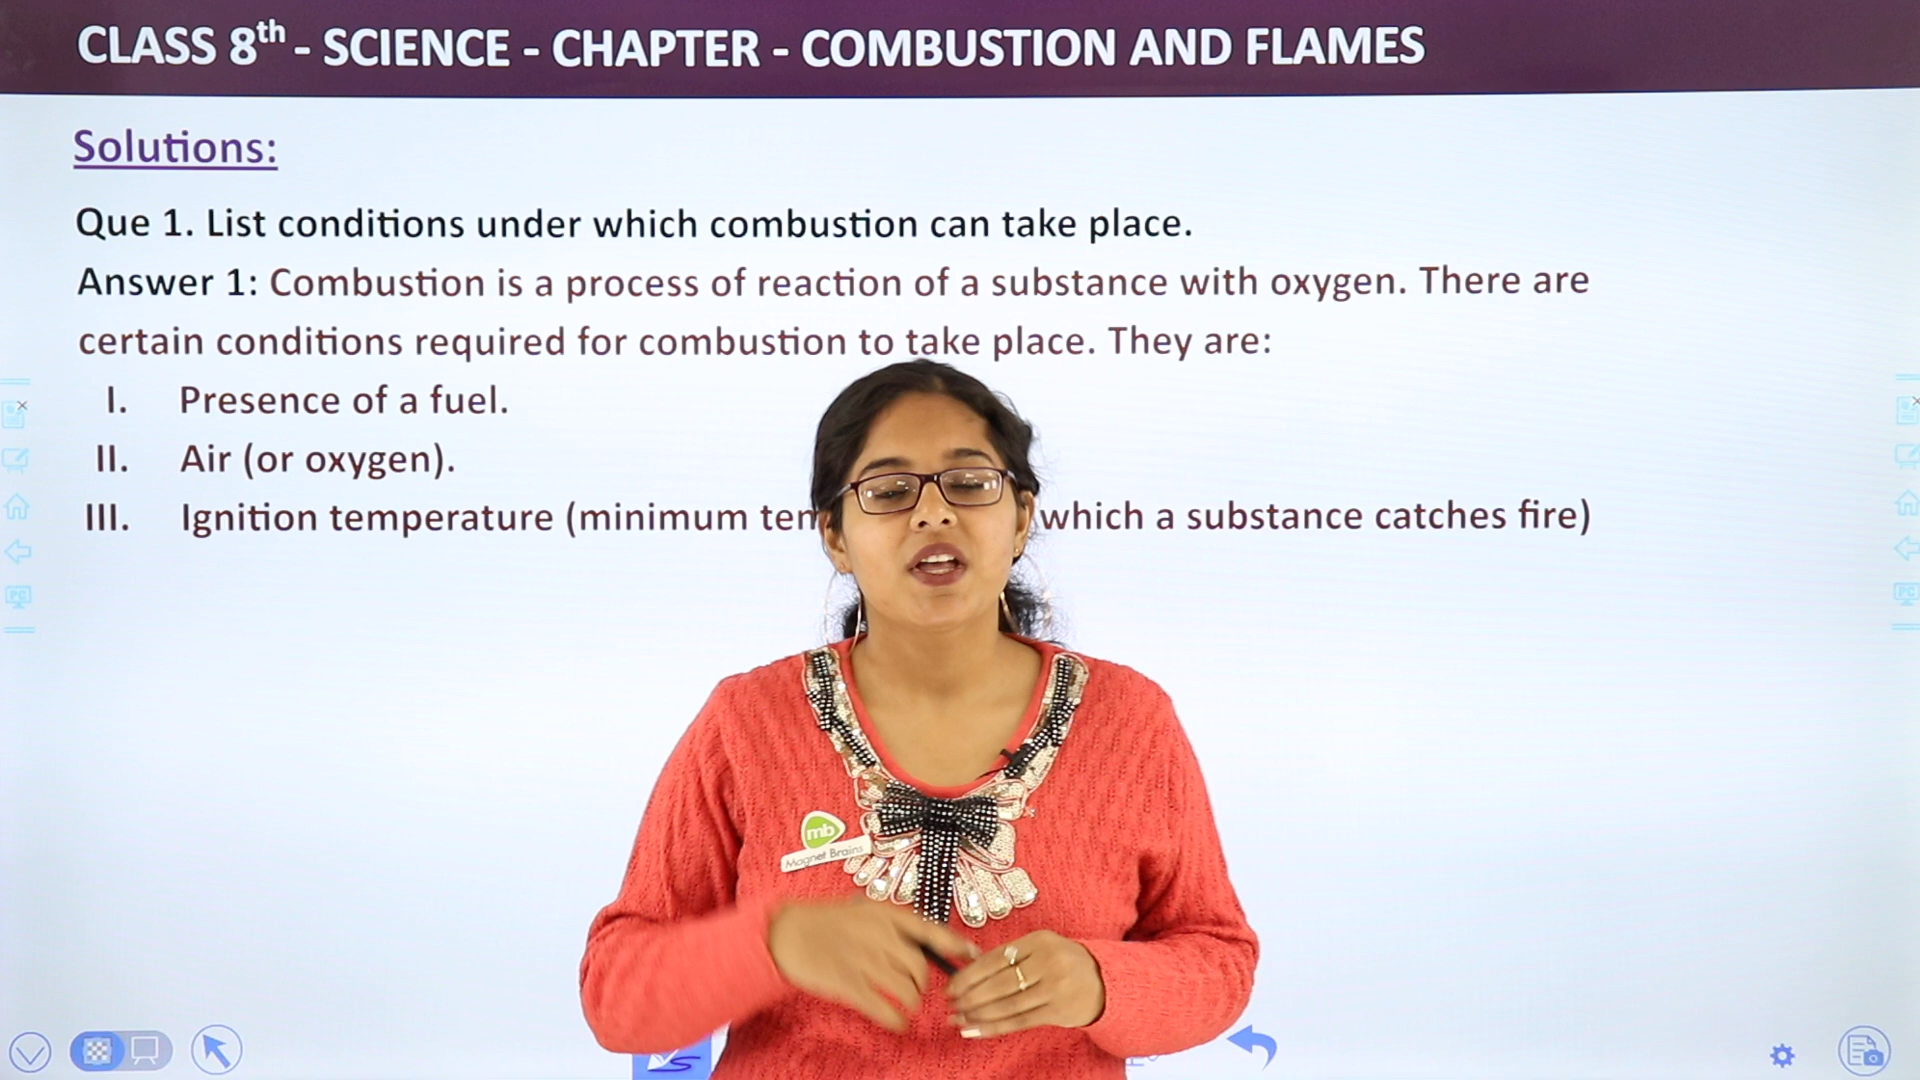 CLASS 8th - SCIENCE - CHAPTER - COMBUSTION AND FLAMES
Solutions:
Que 1. List conditions under which combustion can take place.
Answer 1: Combustion is a process of reaction of a substance with oxygen. There are
certain conditions required for combustion to take place. They are:
I. Presence of a fuel.
II. Air (or oxygen).
III. Ignition temperature (minimum which a substance catches fire)
mb
Magnet Brains
PC
PC